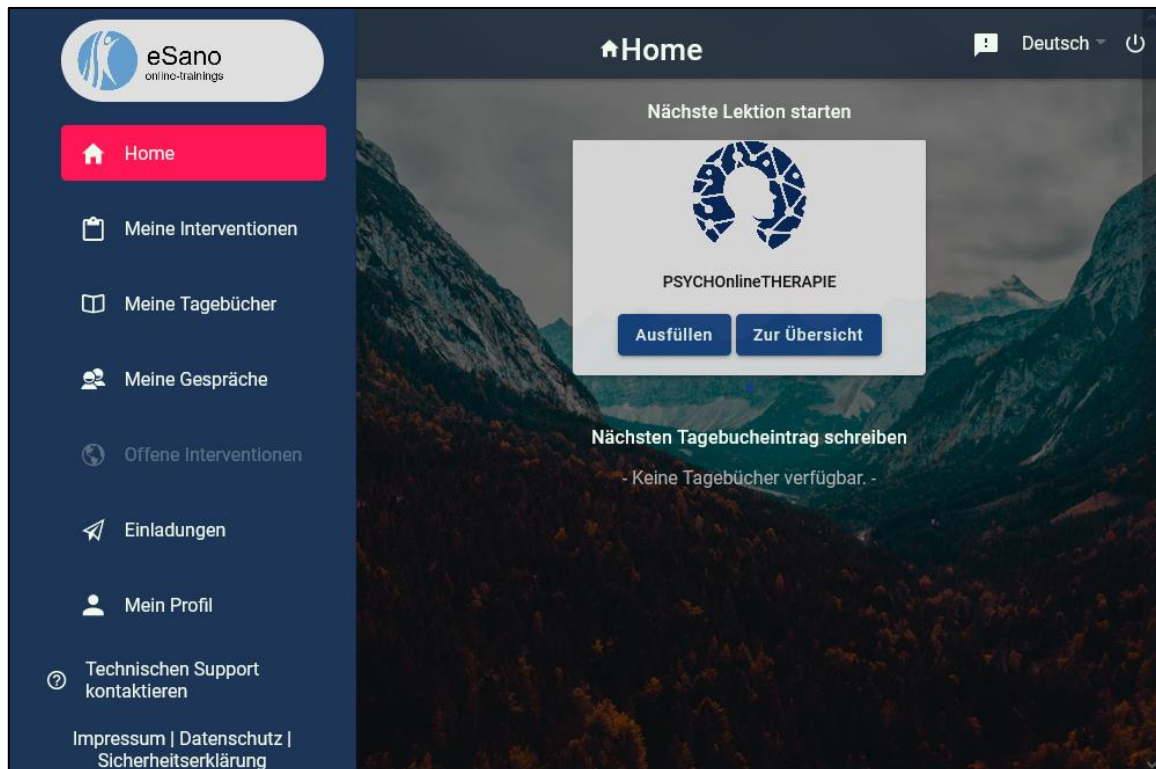 eSano
online-trainings
Home
Meine Interventionen
Meine Tagebücher
Meine Gespräche
Offene Interventionen
Einladungen
Mein Profil
Technischen Support
kontaktieren
Impressum | Datenschutz |
Sicherheitserklärung
Home
Deutsch
Nächste Lektion starten
PSYCHOnlineTHERAPIE
Ausfüllen
Zur Übersicht
Nächsten Tagebucheintrag schreiben
- Keine Tagebücher verfügbar. -